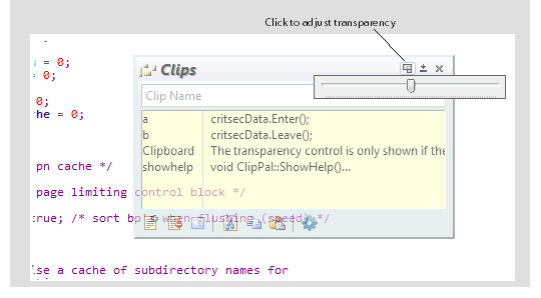 Click to adjust transparency
= 0;
= 0;
Clips
0;
he = 0;
Clip Name
a critsecData.Enter();
b critsecData.Leave();
Clipboard The transparency control is only shown if the
showhelp void ClipPal::ShowHelp()...
pn cache */
page limiting control block */
true; /* sort bpts when flushing (speed) */
se a cache of subdirectory names for